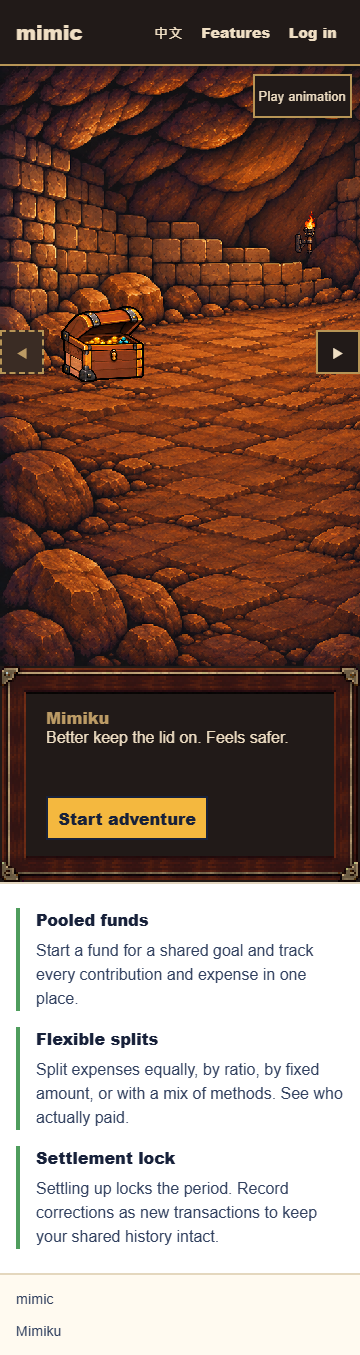 mimic
中文 Features Log in
Play animation
◀
▶
Mimiku
Better keep the lid on. Feels safer.
Start adventure
Pooled funds
Start a fund for a shared goal and track
every contribution and expense in one
place.
Flexible splits
Split expenses equally, by ratio, by fixed
amount, or with a mix of methods. See who
actually paid.
Settlement lock
Settling up locks the period. Record
corrections as new transactions to keep
your shared history intact.
mimic
Mimiku